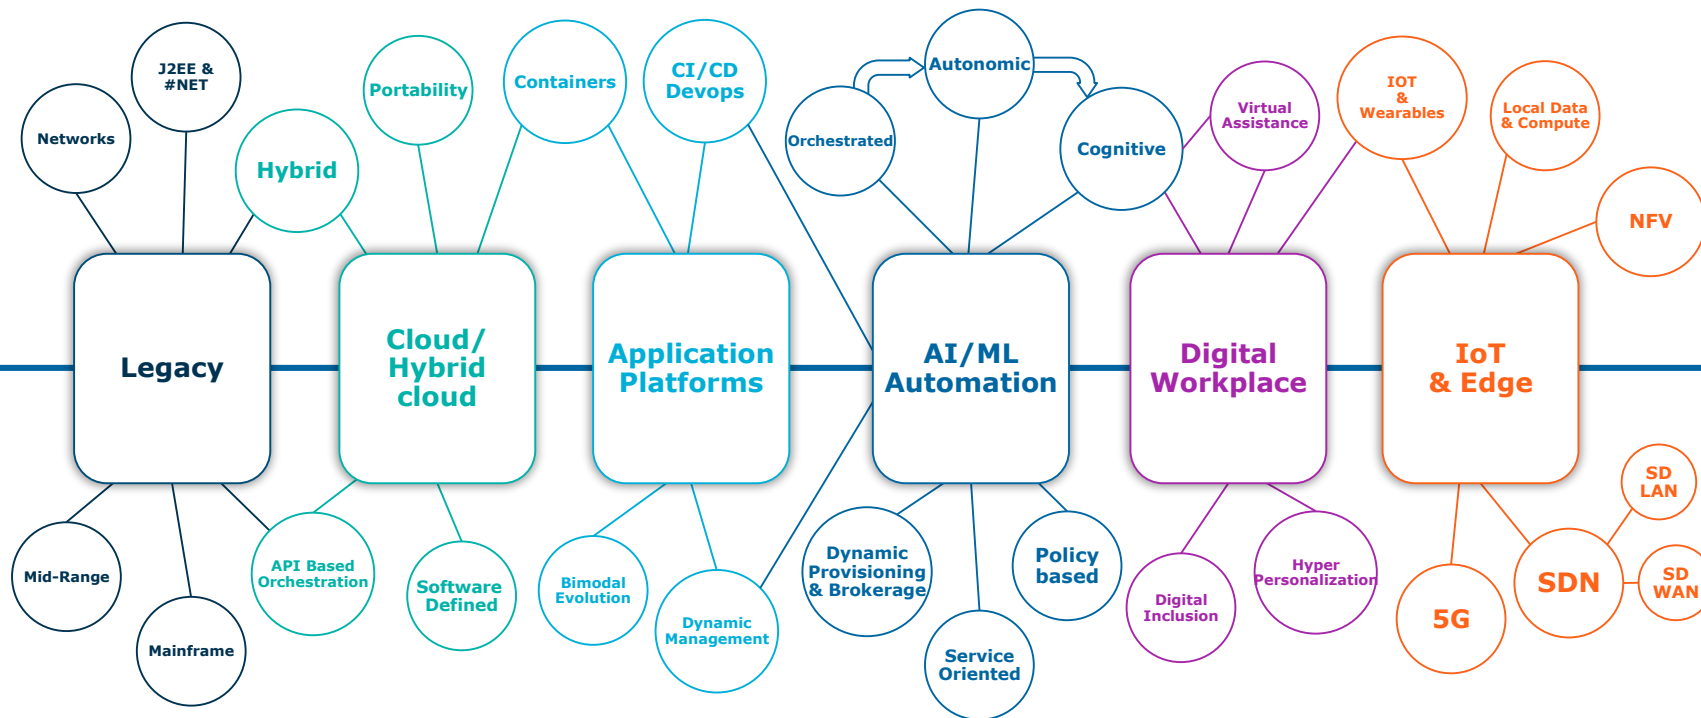 J2EE &
#NET
Networks
Hybrid
Portability
Containers
CI/CD
Devops
Autonomic
Orchestrated
Cognitive
Virtual
Assistance
IOT
&
Wearables
Local Data
& Compute
NFV
Legacy
Cloud/
Hybrid
cloud
Application
Platforms
AI/ML
Automation
Digital
Workplace
IoT
& Edge
Mid-Range
Mainframe
API Based
Orchestration
Software
Defined
Bimodal
Evolution
Dynamic
Management
Dynamic
Provisioning
& Brokerage
Service
Oriented
Policy
based
Digital
Inclusion
Hyper
Personalization
5G
SDN
SD
LAN
SD
WAN